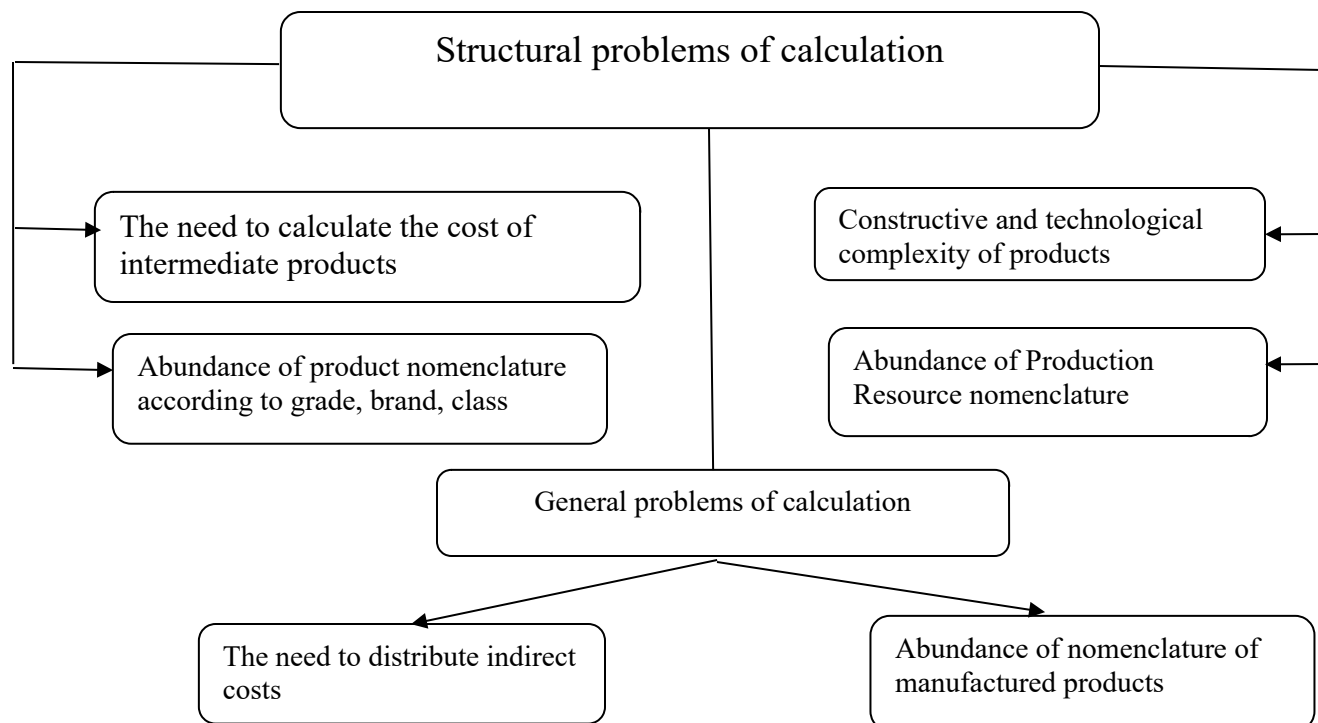 Structural problems of calculation
The need to calculate the cost of
intermediate products
Constructive and technological
complexity of products
Abundance of product nomenclature
according to grade, brand, class
Abundance of Production
Resource nomenclature
General problems of calculation
The need to distribute indirect
costs
Abundance of nomenclature of
manufactured products